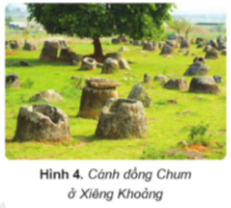 Hình 4. Cánh đồng Chum
ở Xiêng Khoảng